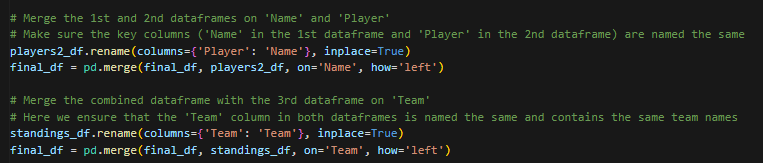 # Merge the 1st and 2nd dataframes on 'Name' and 'Player'
# Make sure the key columns ('Name' in the 1st dataframe and 'Player' in the 2nd dataframe) are named the same
players2_df.rename(columns={'Player': 'Name'}, inplace=True)
final_df = pd.merge(final_df, players2_df, on='Name', how='left')
# Merge the combined dataframe with the 3rd dataframe on 'Team'
# Here we ensure that the 'Team' column in both dataframes is named the same and contains the same team names
standings_df.rename(columns={'Team': 'Team'}, inplace=True)
final_df = pd.merge(final_df, standings_df, on='Team', how='left')